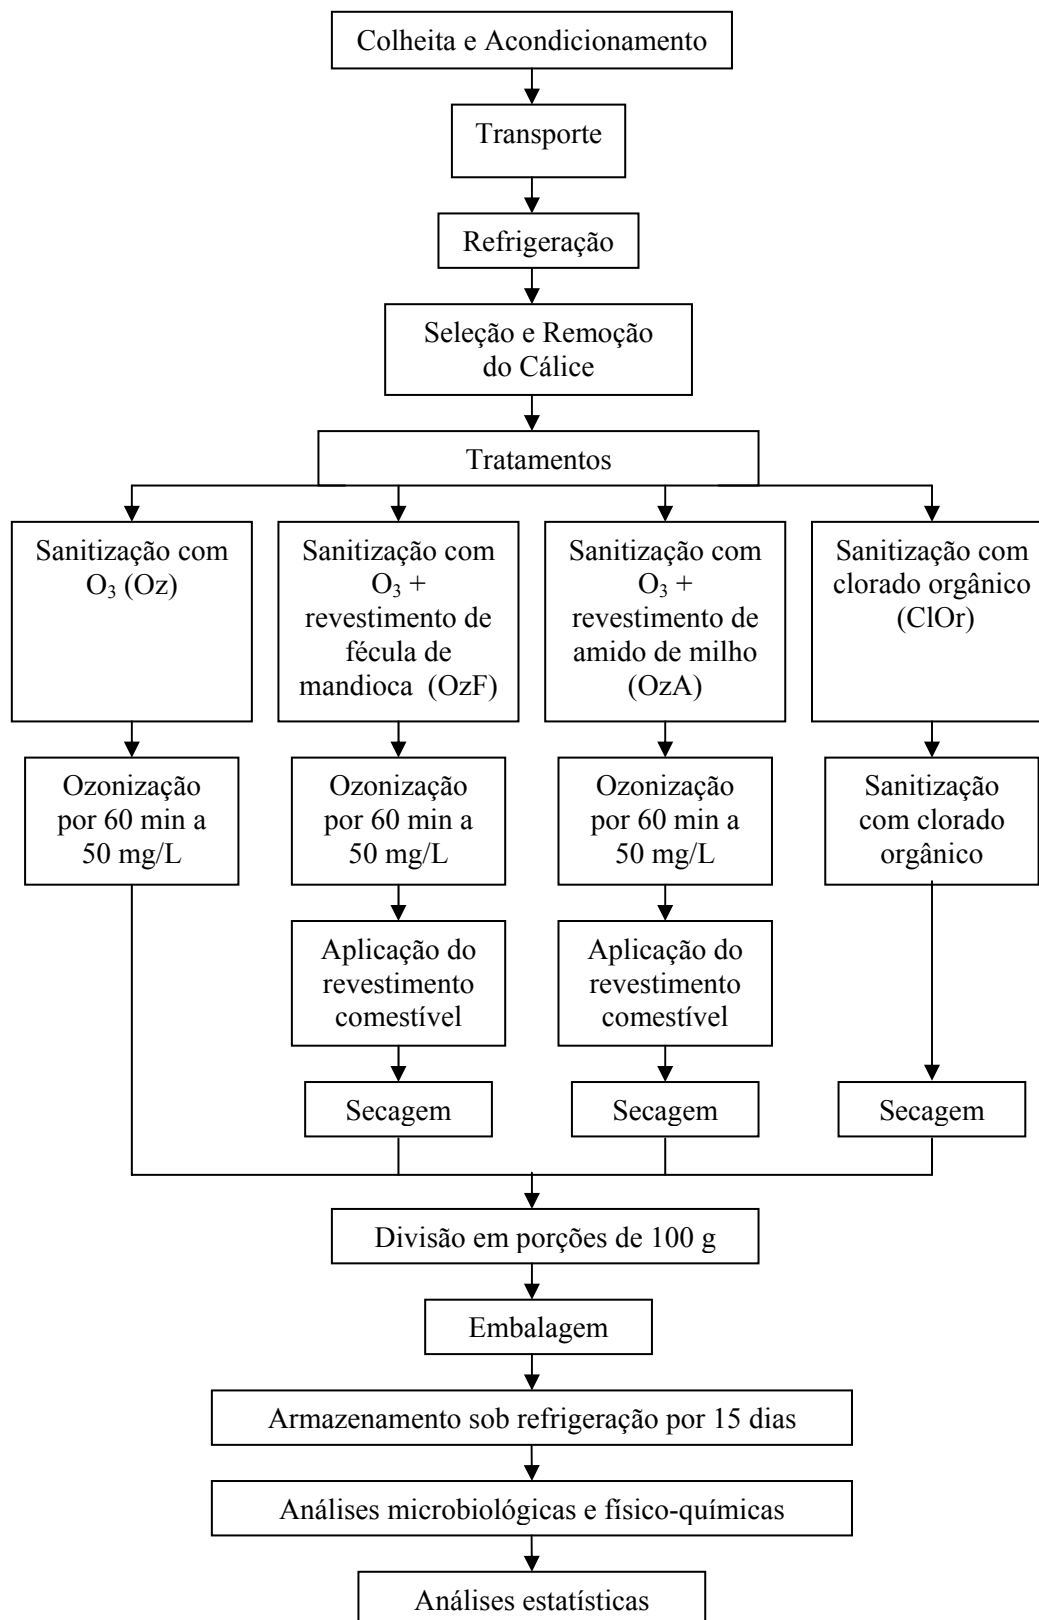 Colheita e Acondicionamento
Transporte
Refrigeração
Seleção e Remoção
do Cálice
Tratamentos
Sanitização com
O₃ (Oz)
Sanitização com
O₃ +
revestimento de
fécula de
mandioca (OzF)
Sanitização com
O₃ +
revestimento de
amido de milho
(OzA)
Sanitização com
clorado orgânico
(ClOr)
Ozonização
por 60 min a
50 mg/L
Ozonização
por 60 min a
50 mg/L
Ozonização
por 60 min a
50 mg/L
Sanitização
com clorado
orgânico
Aplicação do
revestimento
comestível
Aplicação do
revestimento
comestível
Secagem
Secagem
Secagem
Divisão em porções de 100 g
Embalagem
Armazenamento sob refrigeração por 15 dias
Análises microbiológicas e físico-químicas
Análises estatísticas